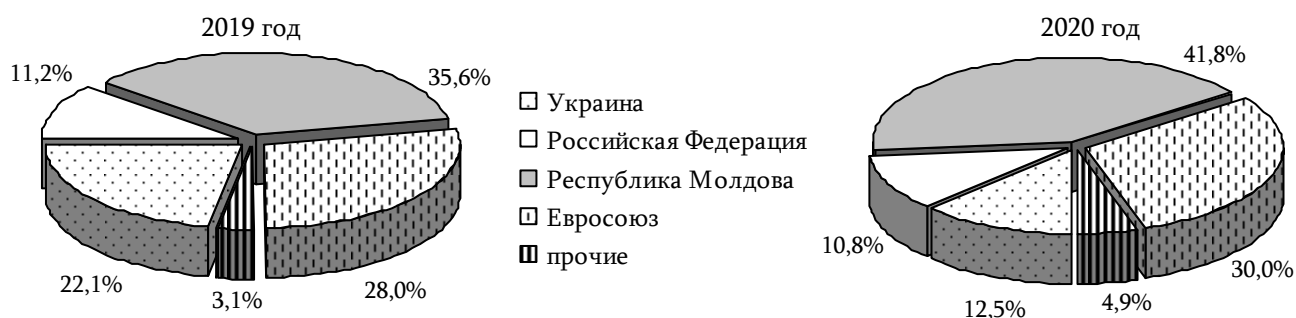 2019 год
11,2%
35,6%
22,1%
3,1%
28,0%
Украина
Российская Федерация
Республика Молдова
Евросоюз
прочие
2020 год
41,8%
10,8%
12,5%
4,9%
30,0%